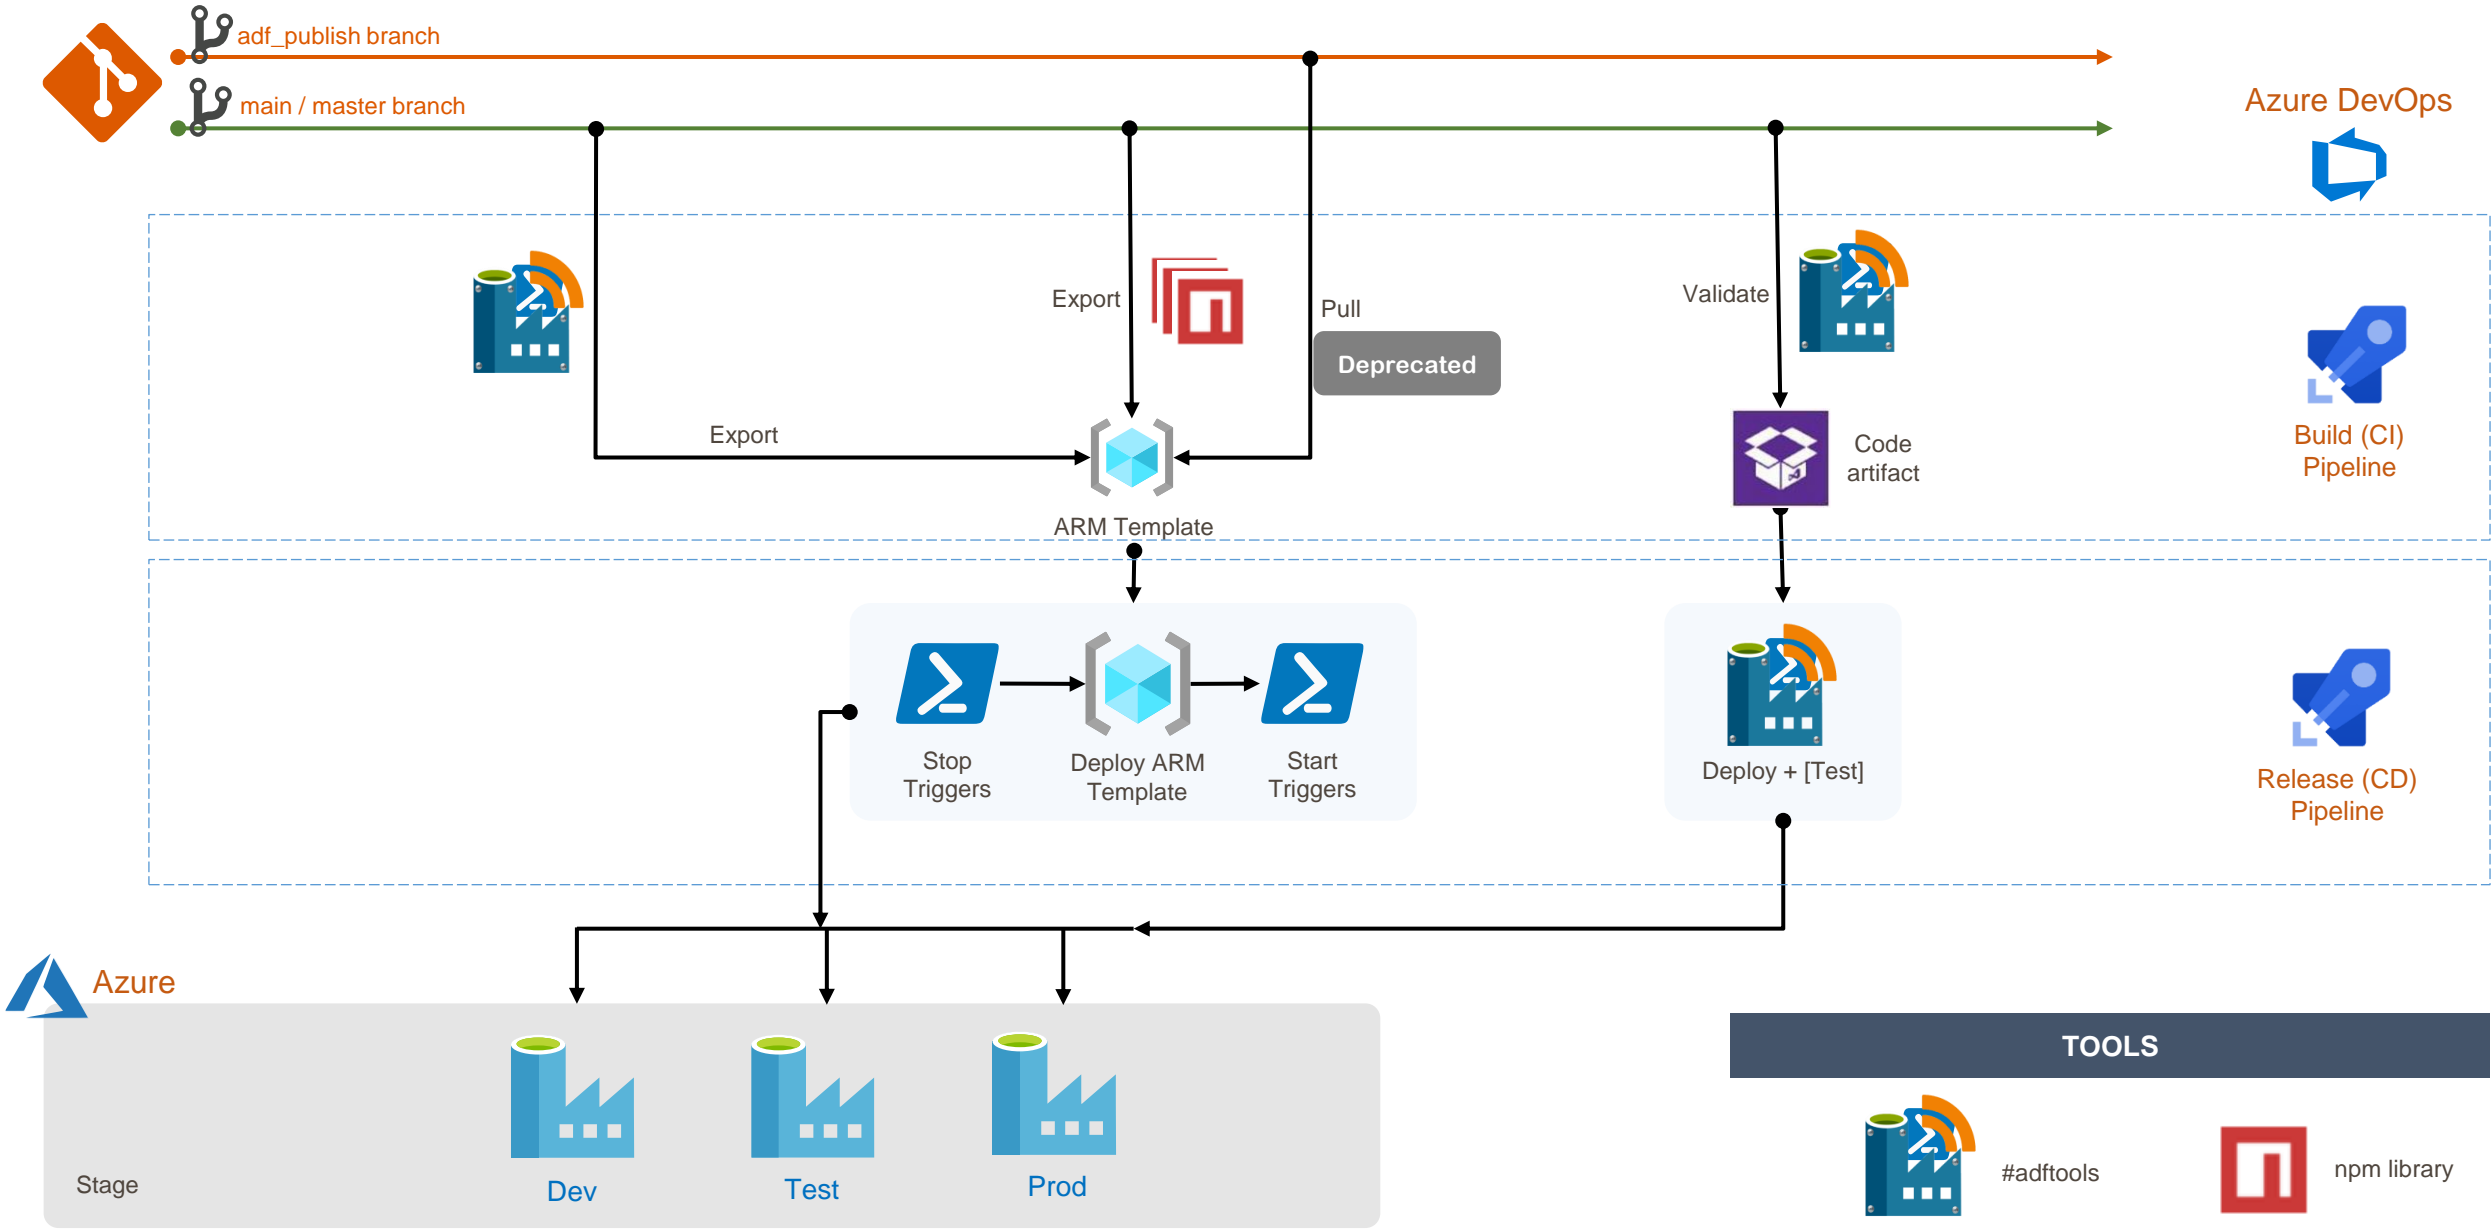 adf_publish branch
main / master branch
Azure DevOps
Export
Pull
Deprecated
Validate
Export
Code
artifact
ARM Template
Build (CI)
Pipeline
Stop
Triggers
Deploy ARM
Template
Start
Triggers
Deploy + [Test]
Release (CD)
Pipeline
Azure
Stage
Dev
Test
Prod
TOOLS
#adftools
npm library